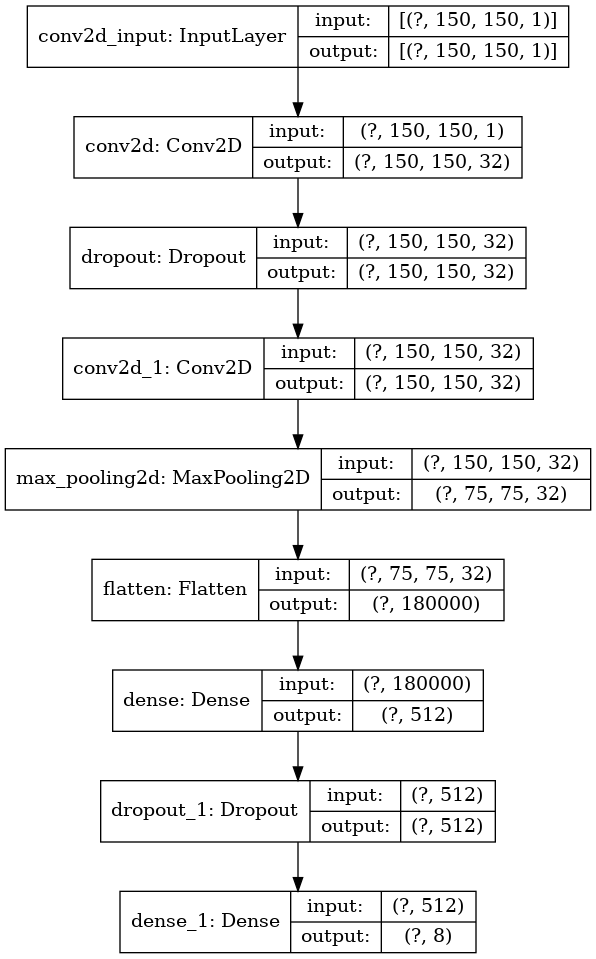 conv2d_input: InputLayer
input:
[(?, 150, 150, 1)]
output:
[(?, 150, 150, 1)]
conv2d: Conv2D
input:
(?, 150, 150, 1)
output:
(?, 150, 150, 32)
dropout: Dropout
input:
(?, 150, 150, 32)
output:
(?, 150, 150, 32)
conv2d_1: Conv2D
input:
(?, 150, 150, 32)
output:
(?, 150, 150, 32)
max_pooling2d: MaxPooling2D
input:
(?, 150, 150, 32)
output:
(?, 75, 75, 32)
flatten: Flatten
input:
(?, 75, 75, 32)
output:
(?, 180000)
dense: Dense
input:
(?, 180000)
output:
(?, 512)
dropout_1: Dropout
input:
(?, 512)
output:
(?, 512)
dense_1: Dense
input:
(?, 512)
output:
(?, 8)